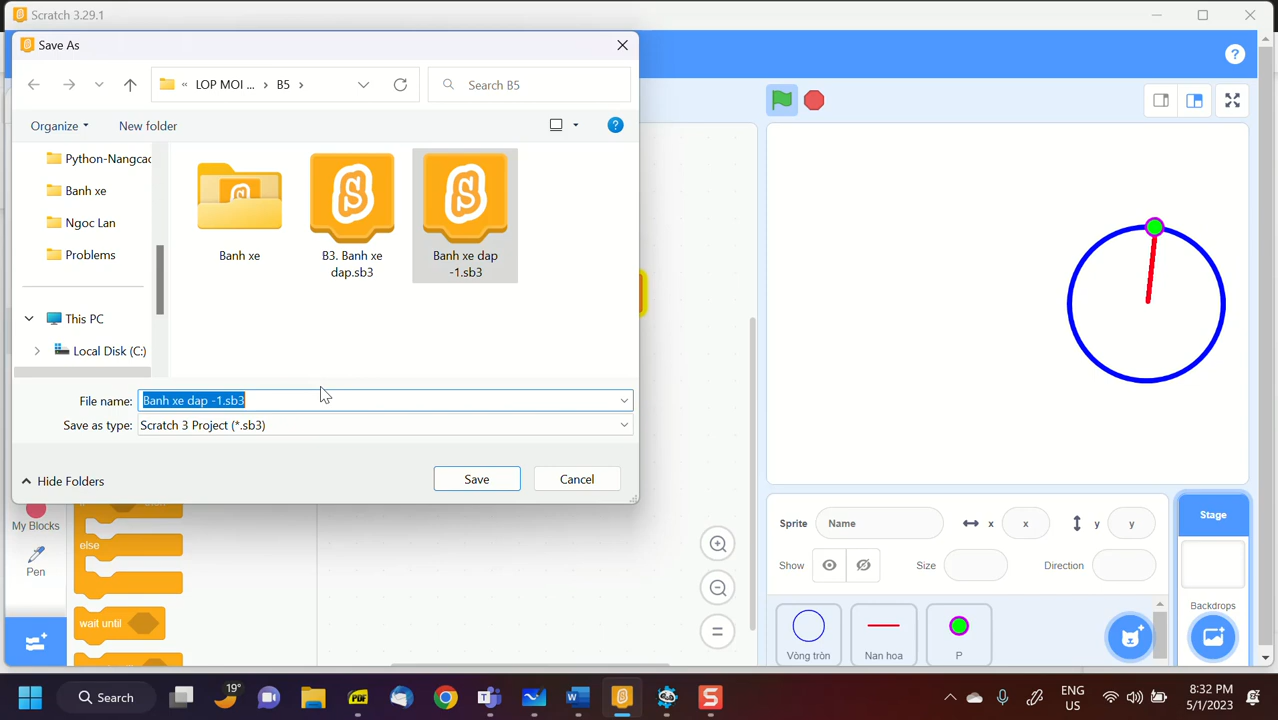 Scratch 3.29.1
Save As
« LOP MOI ... > B5 >
Search B5
Organize
New folder
Python-Nangcac
Banh xe
Ngoc Lan
Problems
This PC
Local Disk (C:)
Banh xe
B3. Banh xe
dap.sb3
Banh xe dap
-1.sb3
File name: Banh xe dap -1.sb3
Save as type: Scratch 3 Project (*.sb3)
Hide Folders
Save
Cancel
My Blocks
else
Pen
wait until
Sprite
Name
x
x
y
y
Show
Size
Direction
Stage
Backdrops
Vòng tròn
Nan hoa
P
Search
19°
PDF
ENG
US
8:32 PM
5/1/2023